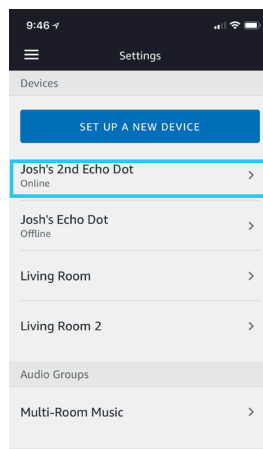 9:46
Settings
Devices
SET UP A NEW DEVICE
Josh's 2nd Echo Dot
Online
Josh's Echo Dot
Offline
Living Room
Living Room 2
Audio Groups
Multi-Room Music